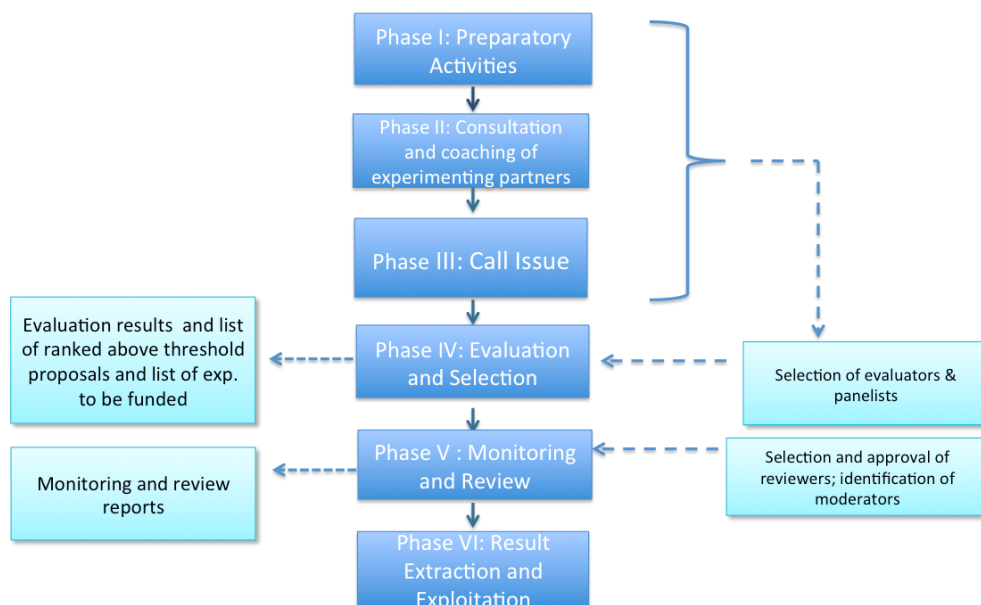 Phase I: Preparatory
Activities
Phase II: Consultation
and coaching of
experimenting partners
Phase III: Call Issue
Evaluation results and list
of ranked above threshold
proposals and list of exp.
to be funded
Phase IV: Evaluation
and Selection
Selection of evaluators &
panelists
Monitoring and review
reports
Phase V : Monitoring
and Review
Selection and approval of
reviewers; identification of
moderators
Phase VI: Result
Extraction and
Exploitation